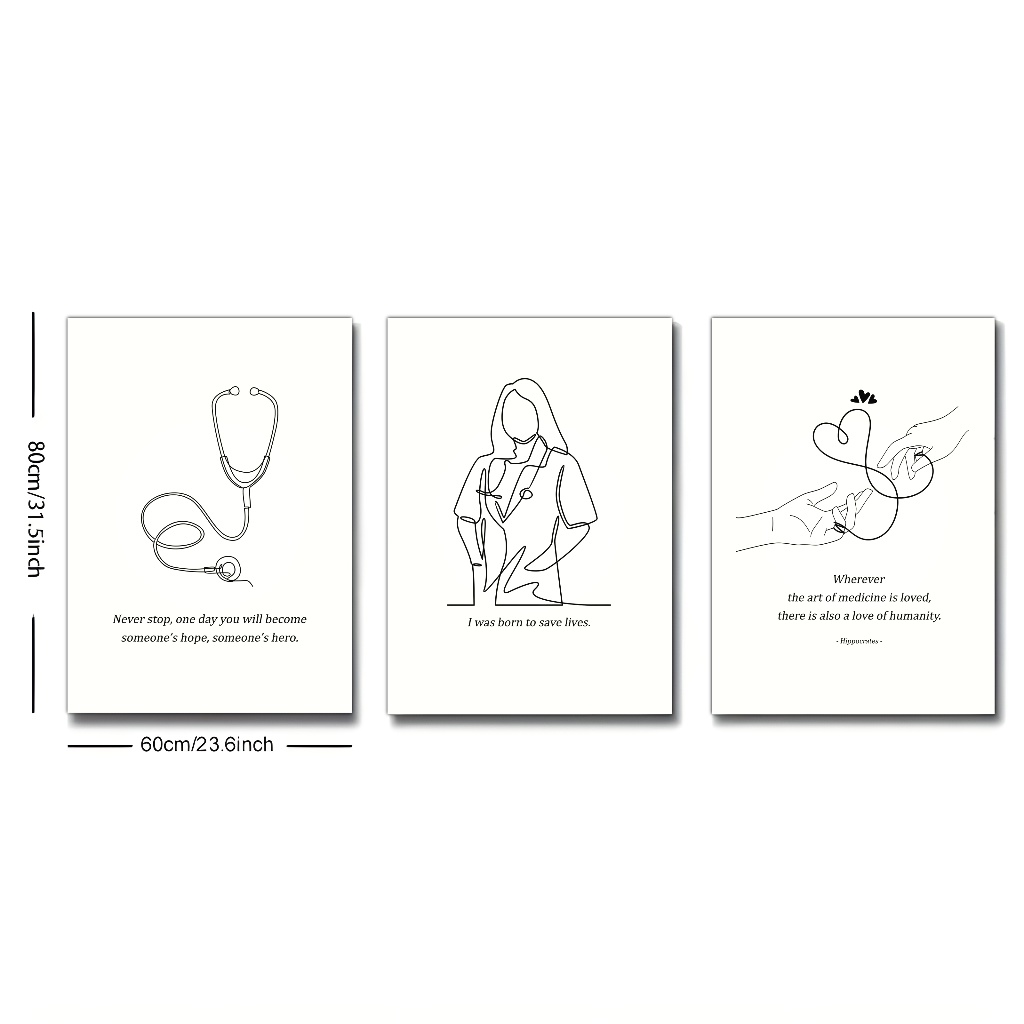 80cm/31.5inch
Never stop, one day you will become
someone's hope, someone's hero.
60cm/23.6inch
I was born to save lives.
Wherever
the art of medicine is loved,
there is also a love of humanity.
- Hippocrates -